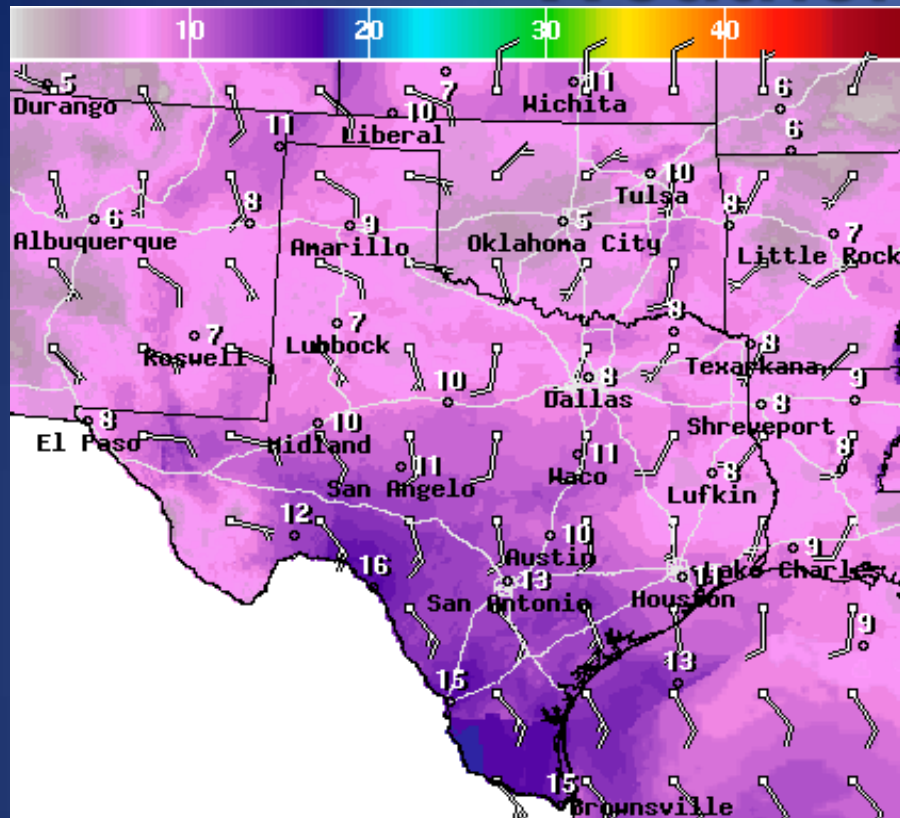 10 20 30 40
5
Durango
7
11
Wichita
6
10
Liberal
11
6
10
Tulsa
8
8
6
Albuquerque
9
Amarillo
5
Oklahoma City
7
Little Rock
7
Roswell
7
Lubbock
8
8
Texarkana
10
8
Dallas
9
8
Shreveport
8
El Paso
10
Midland
11
San Angelo
11
Waco
8
Lufkin
8
12
10
Austin
9
Lake Charles
16
13
San Antonio
11
Houston
9
13
15
15
Brownsville